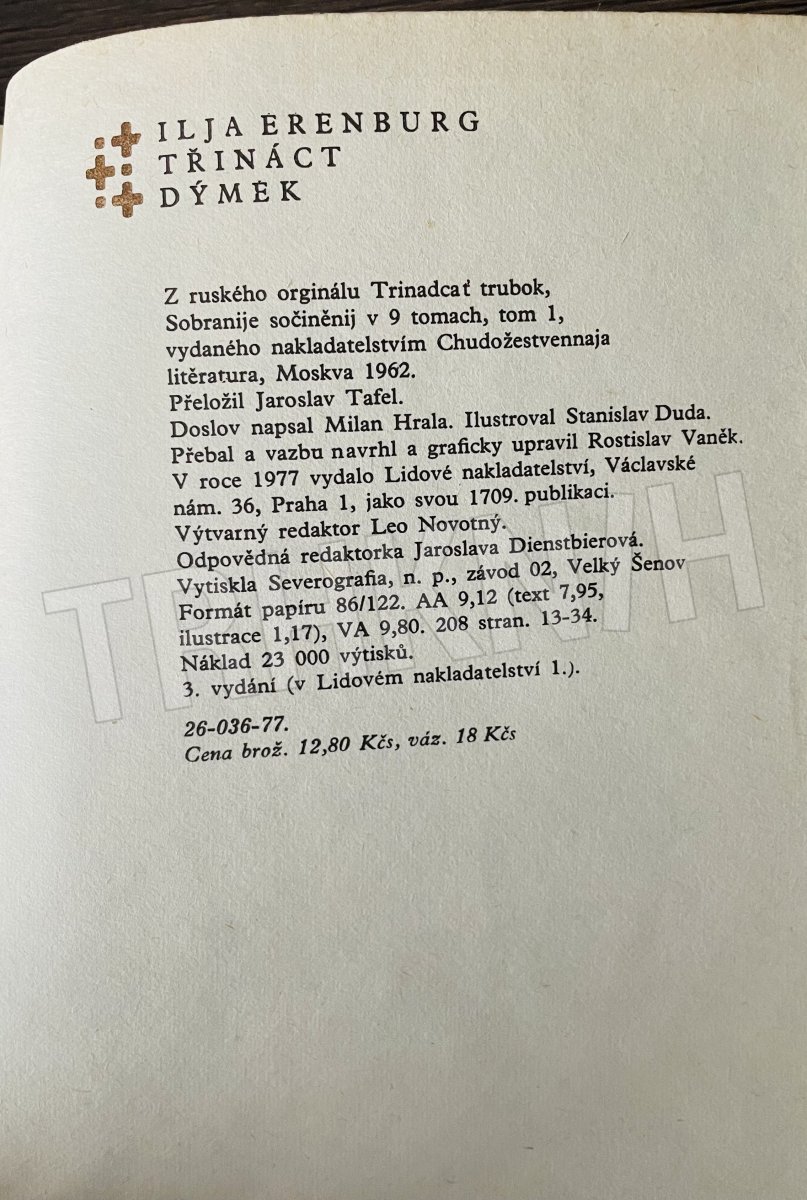 ILJA ERENBURG
TŘINÁCT
DÝMEK
Z ruského orginálu Trinadcať trubok,
Sobranije sočiněnij v 9 tomach, tom 1,
vydaného nakladatelstvím Chudožestvennaja
litěratura, Moskva 1962.
Přeložil Jaroslav Tafel.
Doslov napsal Milan Hrala. Ilustroval Stanislav Duda.
Přebal a vazbu navrhl a graficky upravil Rostislav Vaněk.
V roce 1977 vydalo Lidové nakladatelství, Václavské
nám. 36, Praha 1, jako svou 1709. publikaci.
Výtvarný redaktor Leo Novotný.
Odpovědná redaktorka Jaroslava Dienstbierová.
Vytiskla Severografia, n. p., závod 02, Velký Šenov
Formát papíru 86/122. AA 9,12 (text 7,95,
ilustrace 1,17), VA 9,80. 208 stran. 13-34.
Náklad 23 000 výtisků.
3. vydání (v Lidovém nakladatelství 1.).
26-036-77.
Cena brož. 12,80 Kčs, váz. 18 Kčs